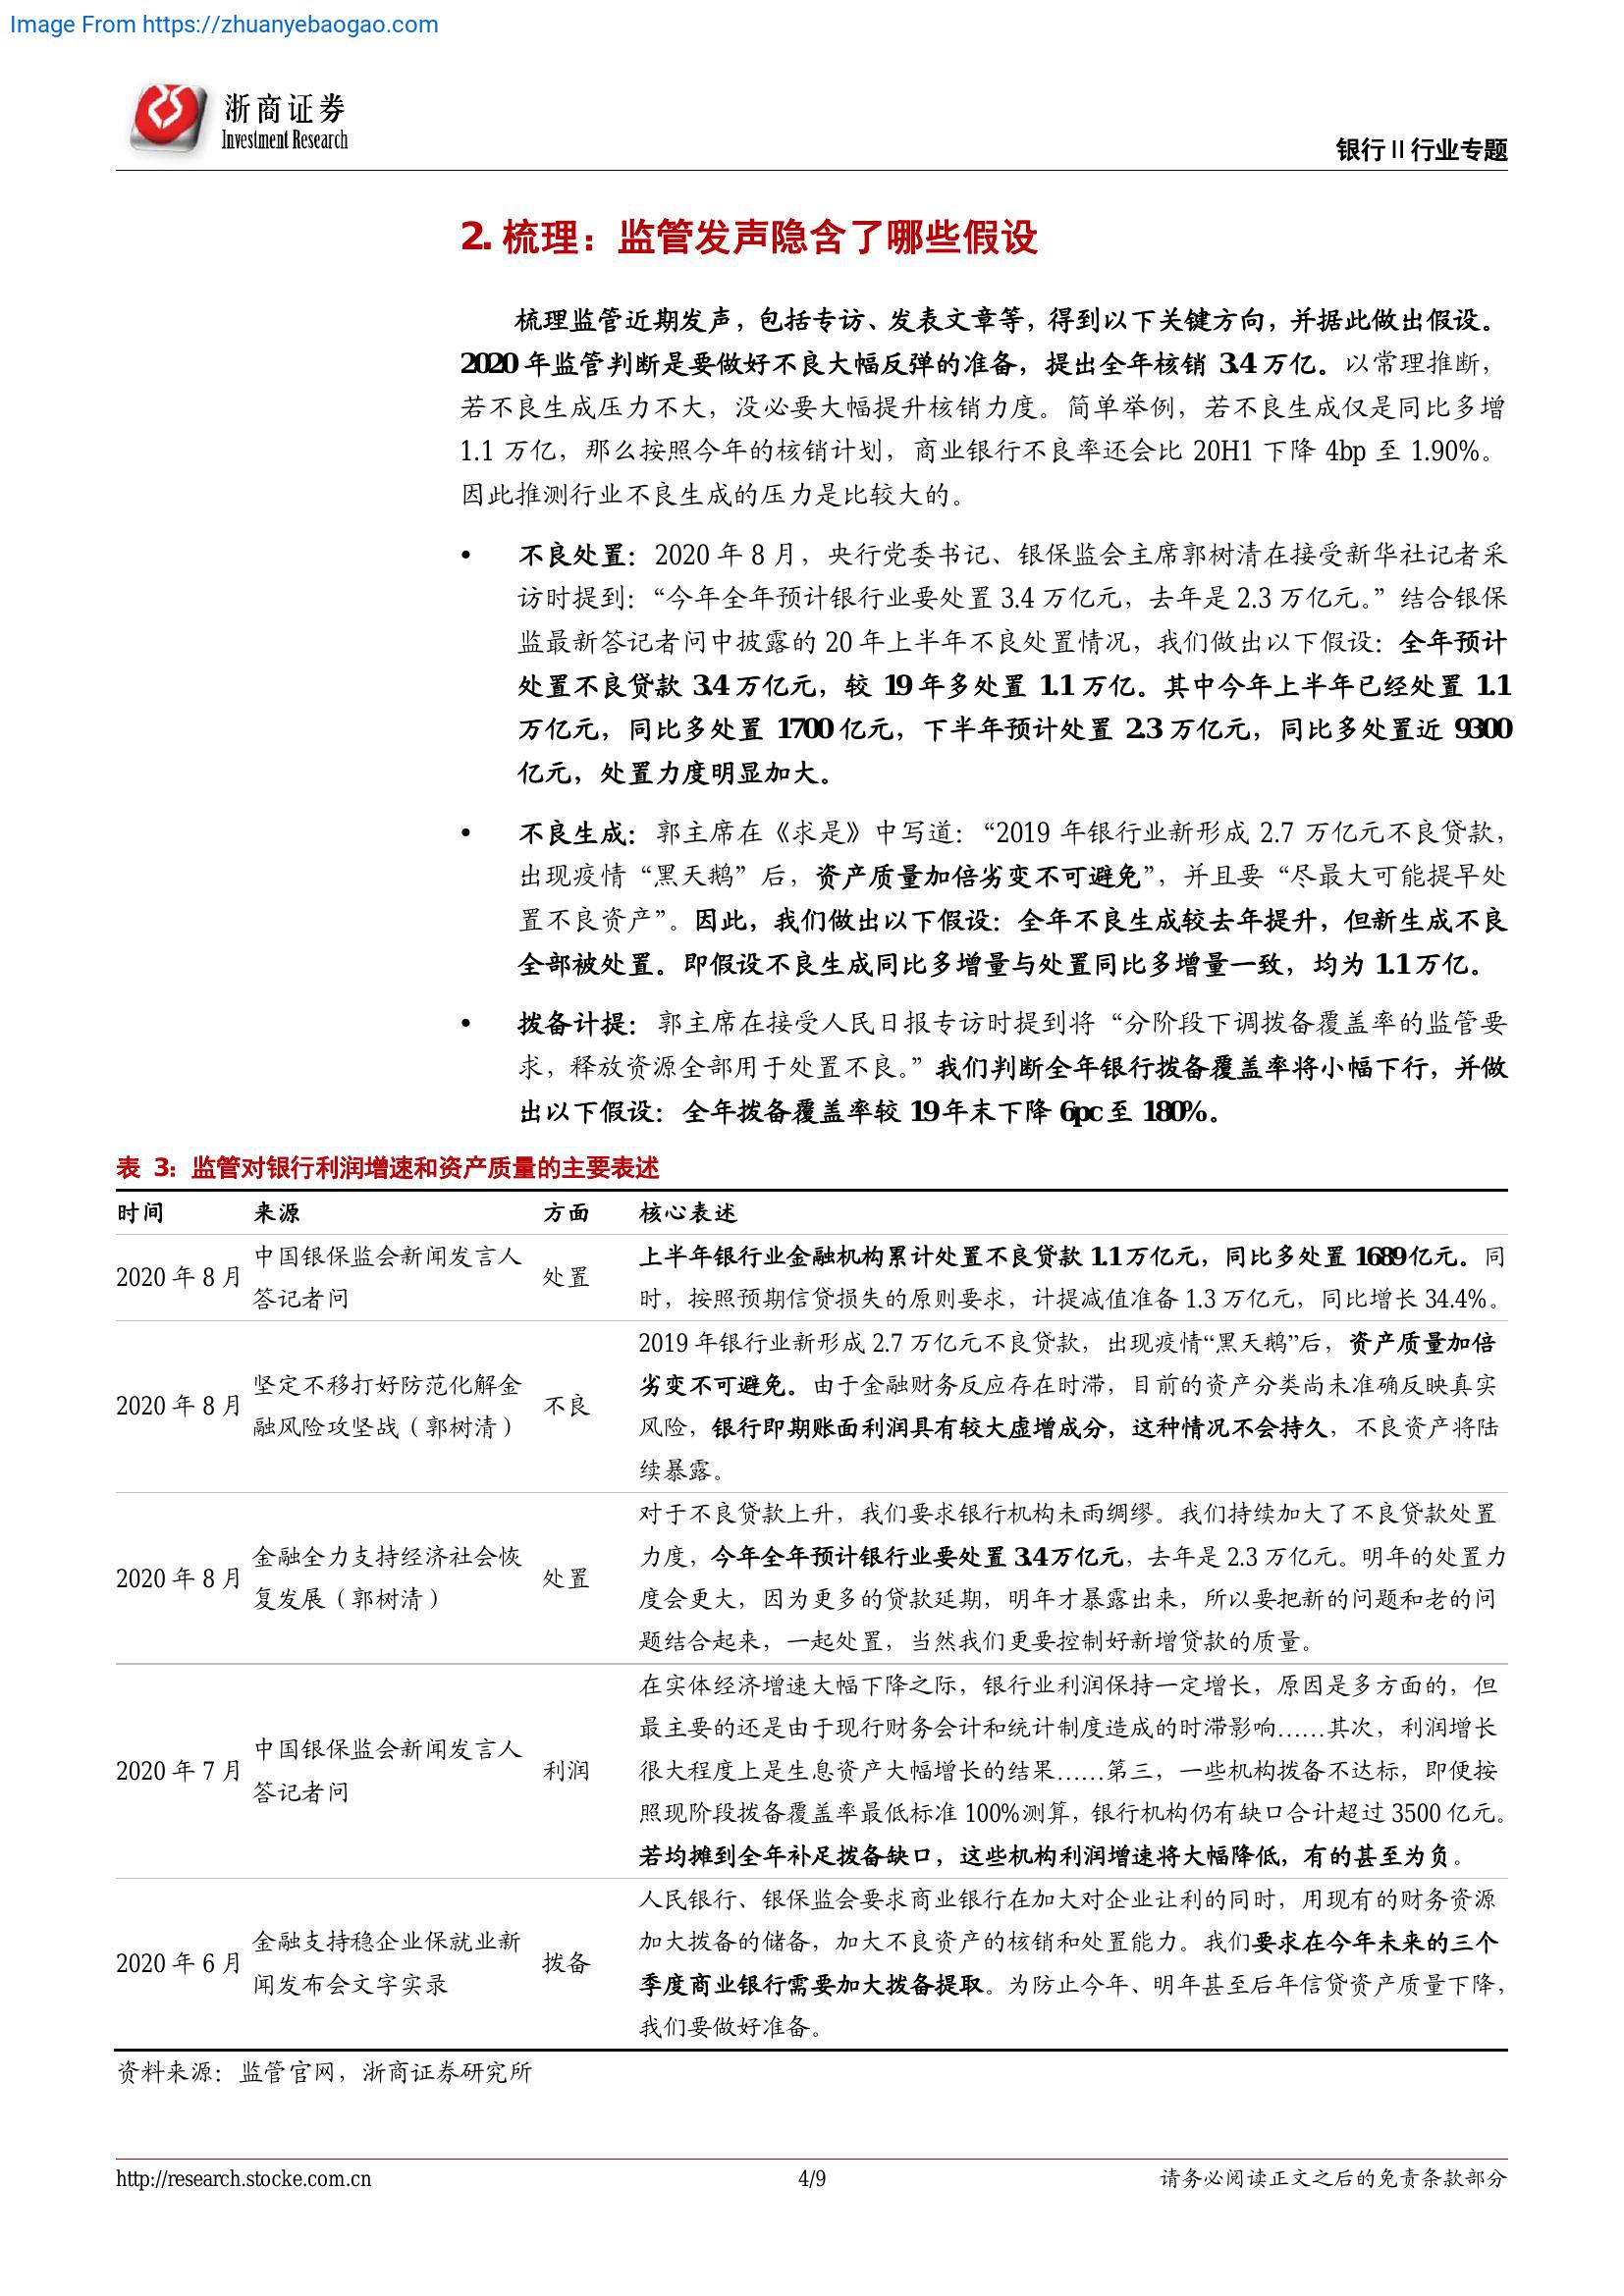 Image From https://zhuanyebaogao.com
浙商证券
Investment Research
银行Ⅱ行业专题
2. 梳理：监管发声隐含了哪些假设
梳理监管近期发声，包括专访、发表文章等，得到以下关键方向，并据此做出假设。
2020 年监管判断是要做好不良大幅反弹的准备，提出全年核销 3.4 万亿。以常理推断，
若不良生成压力不大，没必要大幅提升核销力度。简单举例，若不良生成仅是同比多增
1.1 万亿，那么按照今年的核销计划，商业银行不良率还会比 20H1 下降 4bp 至 1.90%。
因此推测行业不良生成的压力是比较大的。
• 不良处置：2020 年 8 月，央行党委书记、银保监会主席郭树清在接受新华社记者采
访时提到：“今年全年预计银行业要处置 3.4 万亿元，去年是 2.3 万亿元。”结合银保
监最新答记者问中披露的 20 年上半年不良处置情况，我们做出以下假设：全年预计
处置不良贷款 3.4 万亿元，较 19 年多处置 1.1 万亿。其中今年上半年已经处置 1.1
万亿元，同比多处置 1700 亿元，下半年预计处置 2.3 万亿元，同比多处置近 9300
亿元，处置力度明显加大。
• 不良生成：郭主席在《求是》中写道：“2019 年银行业新形成 2.7 万亿元不良贷款，
出现疫情“黑天鹅”后，资产质量加倍劣变不可避免”，并且要“尽最大可能提早处
置不良资产”。因此，我们做出以下假设：全年不良生成较去年提升，但新生成不良
全部被处置。即假设不良生成同比多增量与处置同比多增量一致，均为 1.1 万亿。
• 拨备计提：郭主席在接受人民日报专访时提到将“分阶段下调拨备覆盖率的监管要
求，释放资源全部用于处置不良。”我们判断全年银行拨备覆盖率将小幅下行，并做
出以下假设：全年拨备覆盖率较 19 年末下降 6pc 至 180%。
表 3：监管对银行利润增速和资产质量的主要表述
时间 来源 方面 核心表述
2020 年 8 月
中国银保监会新闻发言人
答记者问
处置
上半年银行业金融机构累计处置不良贷款 1.1 万亿元，同比多处置 1689 亿元。同
时，按照预期信贷损失的原则要求，计提减值准备 1.3 万亿元，同比增长 34.4%。
2020 年 8 月
坚定不移打好防范化解金
融风险攻坚战（郭树清）
不良
2019 年银行业新形成 2.7 万亿元不良贷款，出现疫情“黑天鹅”后，资产质量加倍
劣变不可避免。由于金融财务反应存在时滞，目前的资产分类尚未准确反映真实
风险，银行即期账面利润具有较大虚增成分，这种情况不会持久，不良资产将陆
续暴露。
2020 年 8 月
金融全力支持经济社会恢
复发展（郭树清）
处置
对于不良贷款上升，我们要求银行机构未雨绸缪。我们持续加大了不良贷款处置
力度，今年全年预计银行业要处置 3.4 万亿元，去年是 2.3 万亿元。明年的处置力
度会更大，因为更多的贷款延期，明年才暴露出来，所以要把新的问题和老的问
题结合起来，一起处置，当然我们更要控制好新增贷款的质量。
2020 年 7 月
中国银保监会新闻发言人
答记者问
利润
在实体经济增速大幅下降之际，银行业利润保持一定增长，原因是多方面的，但
最主要的还是由于现行财务会计和统计制度造成的时滞影响……其次，利润增长
很大程度上是生息资产大幅增长的结果……第三，一些机构拨备不达标，即便按
照现阶段拨备覆盖率最低标准 100%测算，银行机构仍有缺口合计超过 3500 亿元。
若均摊到全年补足拨备缺口，这些机构利润增速将大幅降低，有的甚至为负。
2020 年 6 月
金融支持稳企业保就业新
闻发布会文字实录
拨备
人民银行、银保监会要求商业银行在加大对企业让利的同时，用现有的财务资源
加大拨备的储备，加大不良资产的核销和处置能力。我们要求在今年未来的三个
季度商业银行需要加大拨备提取。为防止今年、明年甚至后年信贷资产质量下降，
我们要做好准备。
资料来源：监管官网，浙商证券研究所
http://research.stocke.com.cn 4/9 请务必阅读正文之后的免责条款部分